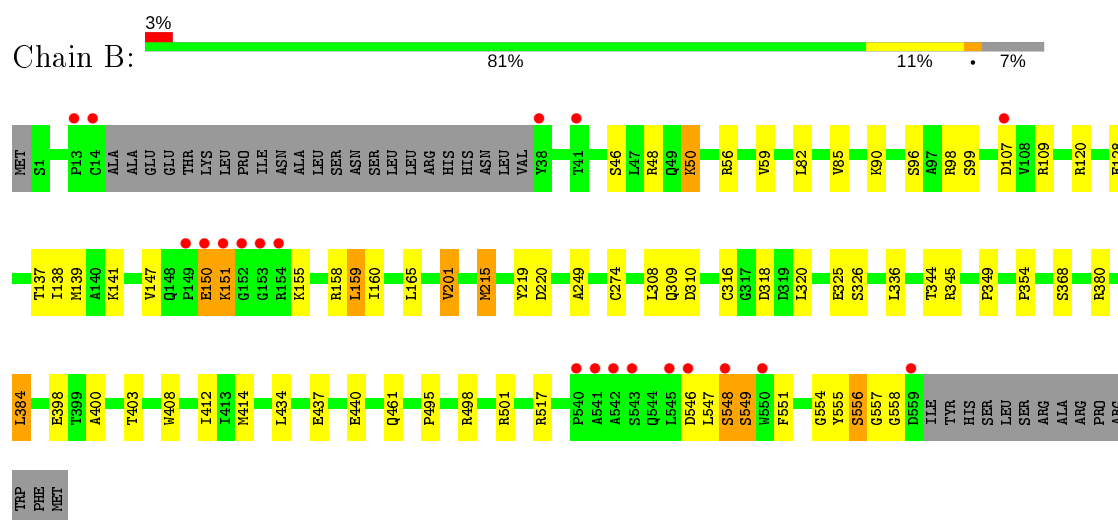 3%
Chain B:
81% 11% • 7%
MET S1 P13 C14 ALA ALA GLU GLU THR LYS LEU PRO ILE ASN ALA LEU SER ASN SER LEU LEU ARG HIS HIS ASN LEU VAL Y38 T41 S46 L47 R48 Q49 K50 R56 V59 L82 V85 K90 S96 A97 R98 S99 D107 V108 R109 R120
T137 I138 M139 A140 K141 V147 Q148 P149 E150 K151 G152 G153 R154 K155 R158 L159 I160 L165 V201 M215 Y219 D220 A249 C274 L308 Q309 D310 C316 G317 D318 D319 L320 E325 S326 L336 T344 R345 P349 P354 S368 R380
L384 E398 T399 A400 T403 W408 I412 I413 M414 L434 E437 E440 Q461 P495 R498 R501 R517 P540 A541 A542 S543 Q544 L545 D546 L547 S548 S549 W550 F551 G554 Y555 S556 G557 G558 D559 ILE TYR HIS SER LEU SER ARG ALA ARG PRO ARG
TRP PHE MET